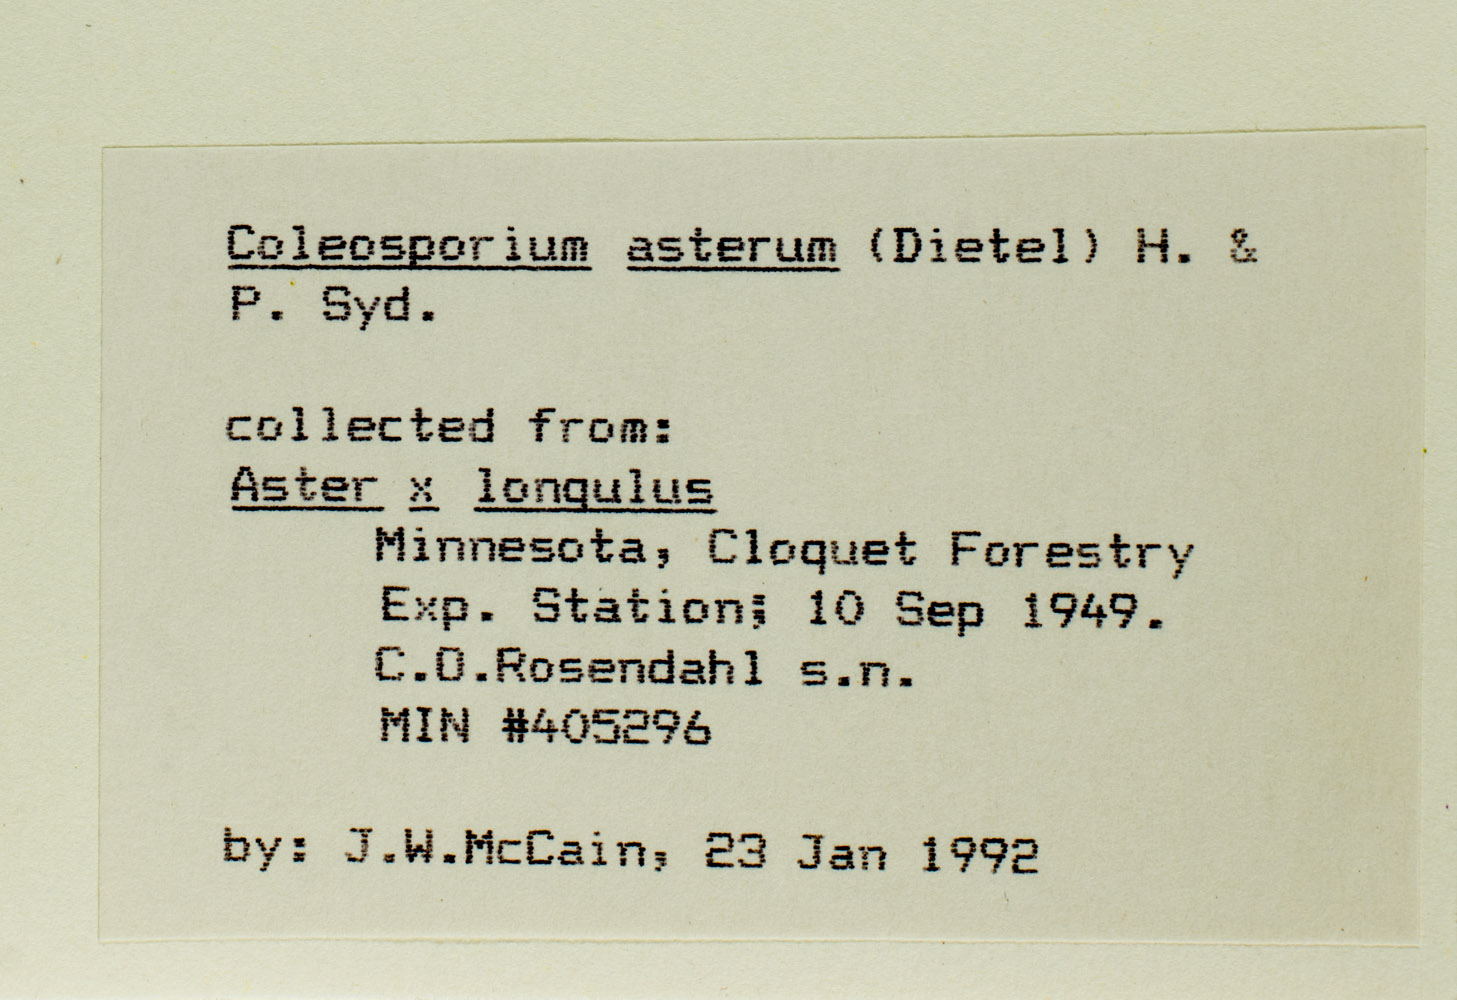 Coleosporium asterum (Dietel) H. &
P. Syd.
collected from:
Aster x longulus
Minnesota, Cloquet Forestry
Exp. Station; 10 Sep 1949.
C.O.Rosendahl s.n.
MIN #405296
by: J.W.McCain, 23 Jan 1992